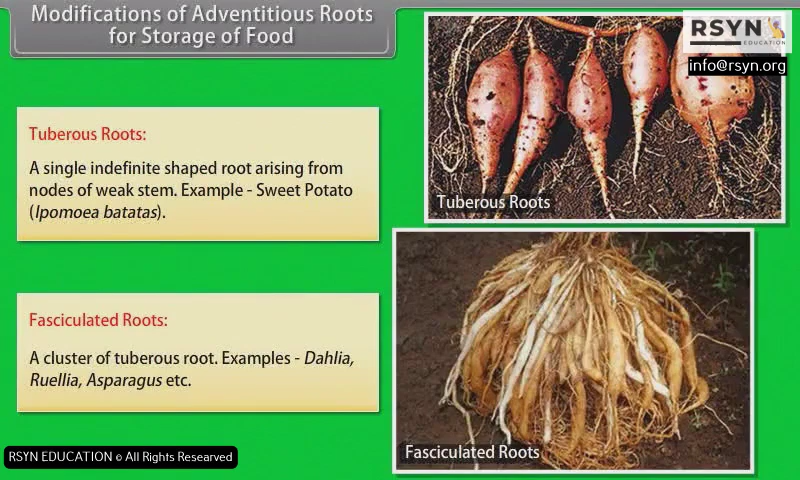 Modifications of Adventitious Roots
for Storage of Food
RSYN
EDUCATION
info@rsyn.org
Tuberous Roots:
A single indefinite shaped root arising from
nodes of weak stem. Example - Sweet Potato
(Ipomoea batatas).
Tuberous Roots
Fasciculated Roots:
A cluster of tuberous root. Examples - Dahlia,
Ruellia, Asparagus etc.
Fasciculated Roots
RSYN EDUCATION © All Rights Researved